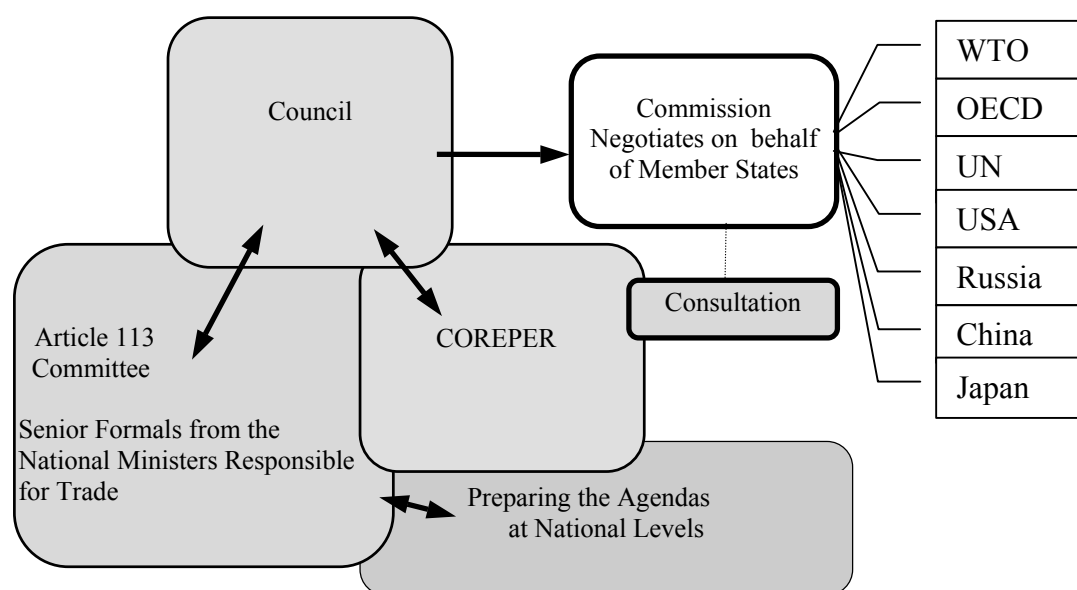 Council
Commission
Negotiates on behalf
of Member States
WTO
OECD
UN
USA
Russia
China
Japan
Consultation
Article 113
Committee
COREPER
Senior Formals from the
National Ministers Responsible
for Trade
Preparing the Agendas
at National Levels